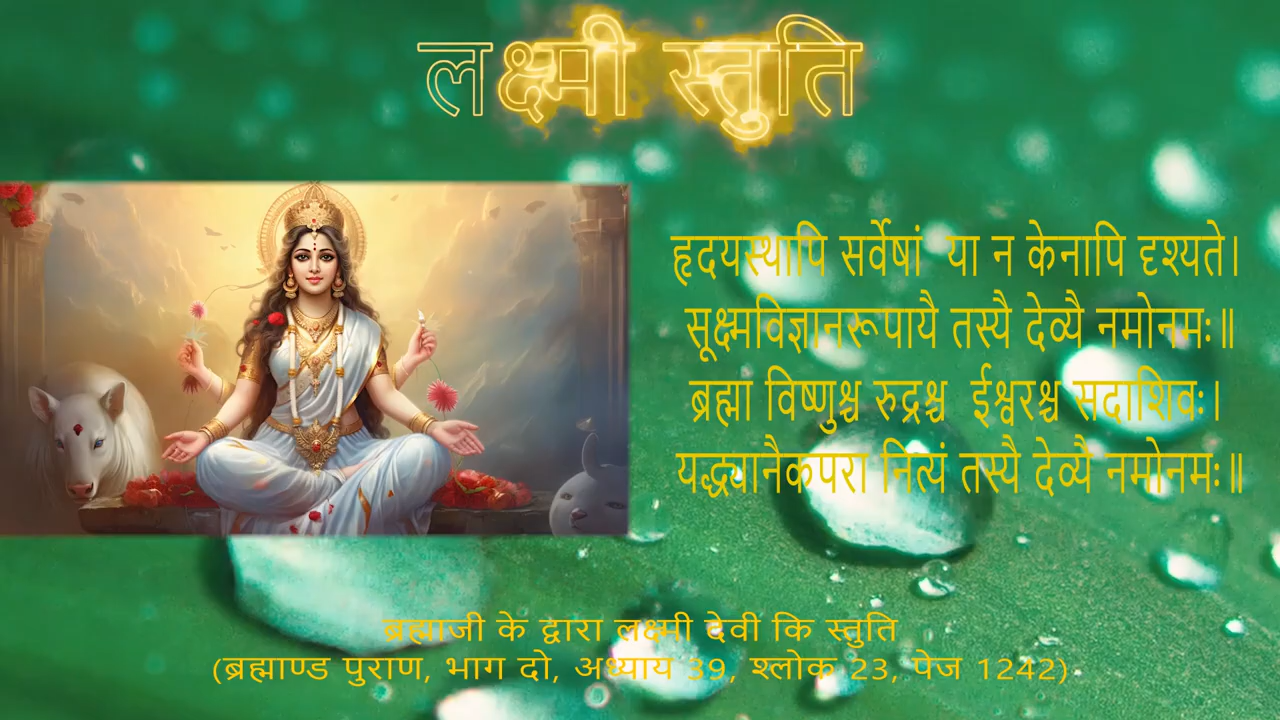 लक्ष्मी स्तुति
हृदयस्थापि सर्वेषां या न केनापि दृश्यते।
सूक्ष्मविज्ञानरूपायै तस्यै देव्यै नमोनमः॥
ब्रह्मा विष्णुश्च रुद्रश्च ईश्वरश्च सदाशिवः।
यद्ध्यानैकपरा नित्यं तस्यै देव्यै नमोनमः॥
ब्रह्माजी के द्वारा लक्ष्मी देवी कि स्तुति
(ब्रह्माण्ड पुराण, भाग दो, अध्याय 39, श्लोक 23, पेज 1242)